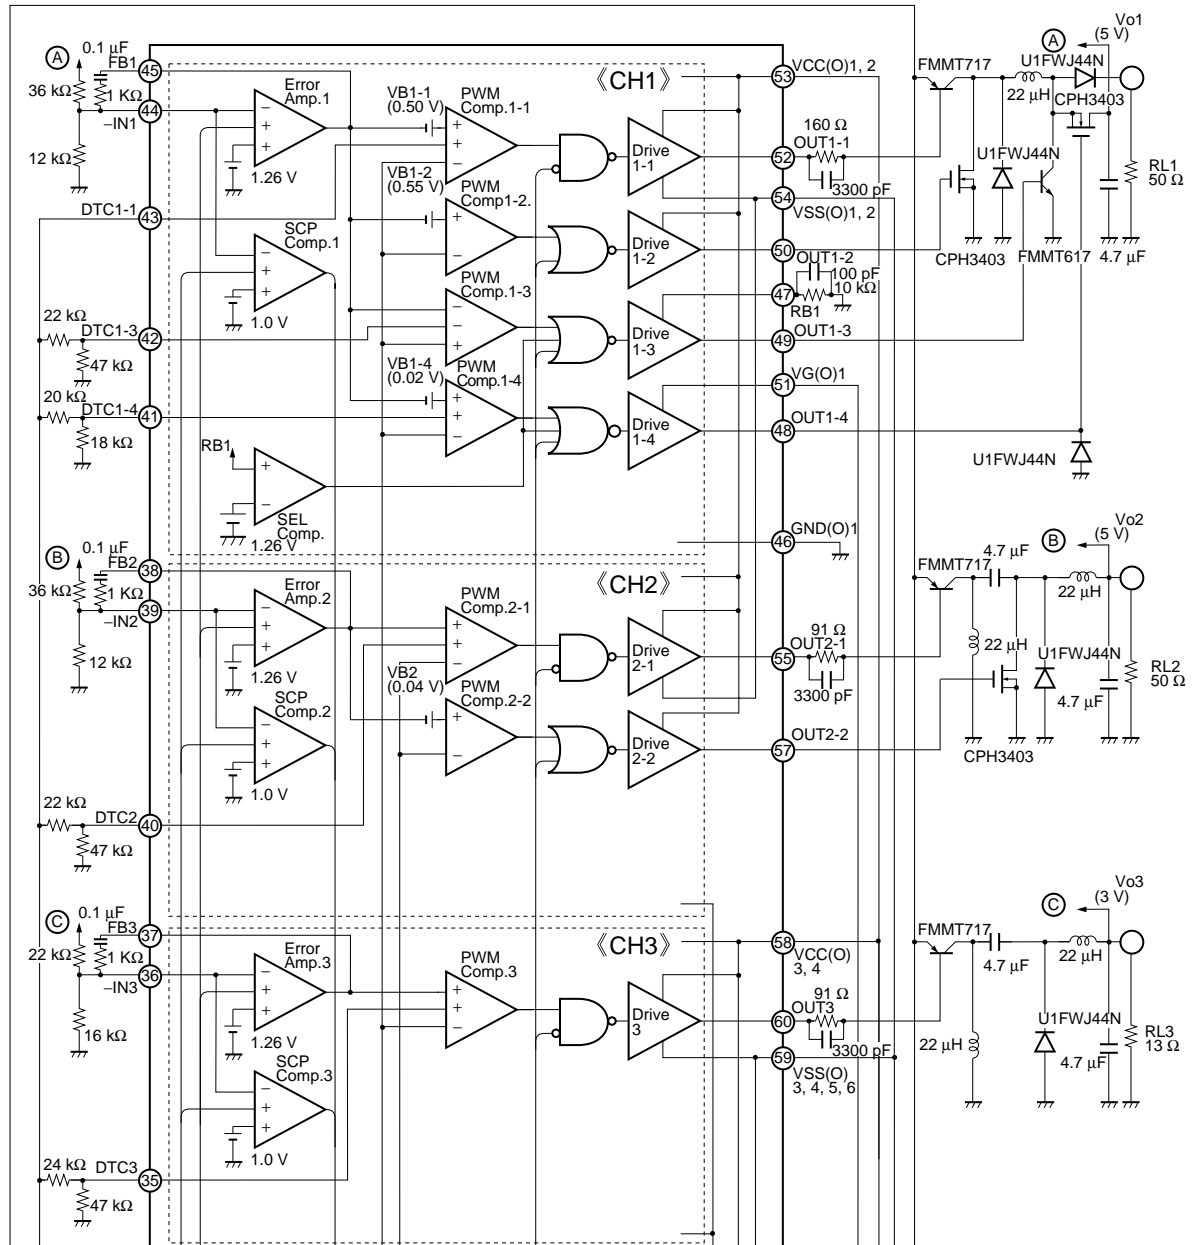 A
0.1 µF
FB1
45
36 kΩ
1 KΩ
44
–IN1
12 kΩ
DTC1-1
43
22 kΩ
DTC1-3
42
47 kΩ
20 kΩ
DTC1-4
41
18 kΩ
Error
Amp.1
1.26 V
SCP
Comp.1
1.0 V
RB1
SEL
Comp.
1.26 V
VB1-1
(0.50 V)
PWM
Comp.1-1
VB1-2
(0.55 V)
PWM
Comp1-2.
PWM
Comp.1-3
VB1-4
(0.02 V)
PWM
Comp.1-4
《CH1》
Drive
1-1
Drive
1-2
Drive
1-3
Drive
1-4
53
VCC(O)1, 2
160 Ω
OUT1-1
52
3300 pF
54
VSS(O)1, 2
50
OUT1-2
100 pF
10 kΩ
47
RB1
49
OUT1-3
VG(O)1
51
48
OUT1-4
GND(O)1
46
FMMT717
22 µH
U1FWJ44N
CPH3403
A
Vo1
(5 V)
U1FWJ44N
CPH3403
FMMT617
4.7 µF
RL1
50 Ω
U1FWJ44N
B
0.1 µF
FB2
38
36 kΩ
1 KΩ
39
–IN2
12 kΩ
22 kΩ
DTC2
40
47 kΩ
Error
Amp.2
1.26 V
SCP
Comp.2
1.0 V
PWM
Comp.2-1
VB2
(0.04 V)
PWM
Comp.2-2
《CH2》
Drive
2-1
Drive
2-2
91 Ω
OUT2-1
55
3300 pF
57
OUT2-2
FMMT717
4.7 µF
B
Vo2
(5 V)
22 µH
22 µH
U1FWJ44N
4.7 µF
CPH3403
RL2
50 Ω
C
0.1 µF
FB3
37
22 kΩ
1 KΩ
36
–IN3
16 kΩ
24 kΩ
DTC3
35
47 kΩ
Error
Amp.3
1.26 V
SCP
Comp.3
1.0 V
PWM
Comp.3
《CH3》
Drive
3
58
VCC(O)
3, 4
91 Ω
OUT3
60
3300 pF
59
VSS(O)
3, 4, 5, 6
FMMT717
4.7 µF
C
Vo3
(3 V)
22 µH
22 µH
U1FWJ44N
4.7 µF
RL3
13 Ω